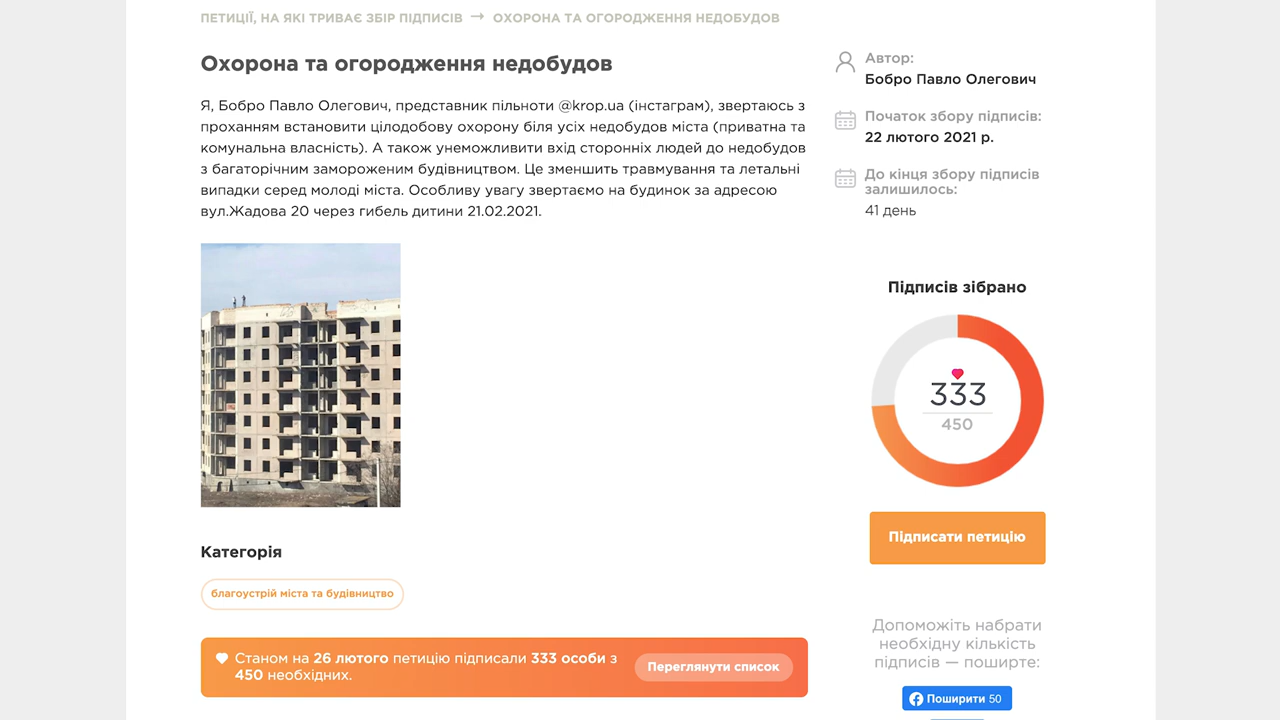 ПЕТИЦІЇ, НА ЯКІ ТРИВАЄ ЗБІР ПІДПИСІВ → ОХОРОНА ТА ОГОРОДЖЕННЯ НЕДОБУДОВ
Охорона та огородження недобудов
Я, Бобро Павло Олегович, представник пільноти @krop.ua (інстаграм), звертаюсь з
проханням встановити цілодобову охорону біля усіх недобудов міста (приватна та
комунальна власність). А також унеможливити вхід сторонніх людей до недобудов
з багаторічним замороженим будівництвом. Це зменшить травмування та летальні
випадки серед молоді міста. Особливу увагу звертаємо на будинок за адресою
вул.Жадова 20 через гибель дитини 21.02.2021.
Категорія
благоустрій міста та будівництво
Станом на 26 лютого петицію підписали 333 особи з
450 необхідних.
Переглянути список
Автор:
Бобро Павло Олегович
Початок збору підписів:
22 лютого 2021 р.
До кінця збору підписів
залишилось:
41 день
Підписів зібрано
333
450
Підписати петицію
Допоможіть набрати
необхідну кількість
підписів — поширте:
Поширити 50